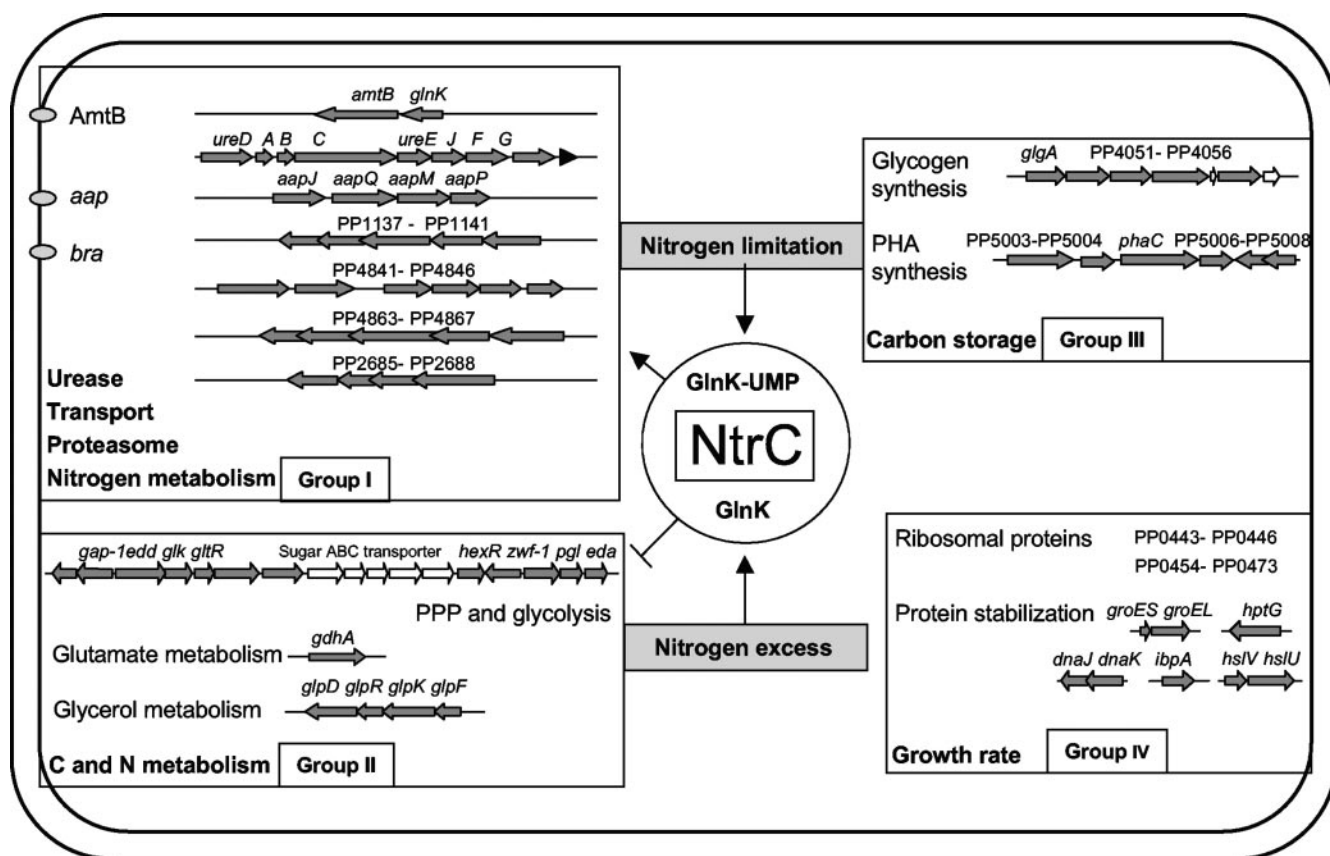 AmtB
amtB glnK
ureD A B C ureE J F G
aap
aapJ aapQ aapM aapP
bra
PP1137 - PP1141
PP4841- PP4846
PP4863- PP4867
PP2685- PP2688
Urease
Transport
Proteasome
Nitrogen metabolism Group I
gap-1edd glk gltR Sugar ABC transporter hexR zwf-1 pgl eda
PPP and glycolysis
Glutamate metabolism gdhA
Glycerol metabolism glpD glpR glpK glpF
C and N metabolism Group II
Nitrogen limitation
GlnK-UMP
NtrC
GlnK
Nitrogen excess
Glycogen
synthesis
glgA PP4051- PP4056
PHA
synthesis
PP5003-PP5004 phaC PP5006-PP5008
Carbon storage Group III
Ribosomal proteins PP0443- PP0446
PP0454- PP0473
Protein stabilization groES groEL hptG
dnaJ dnaK ibpA hslV hslU
Growth rate Group IV